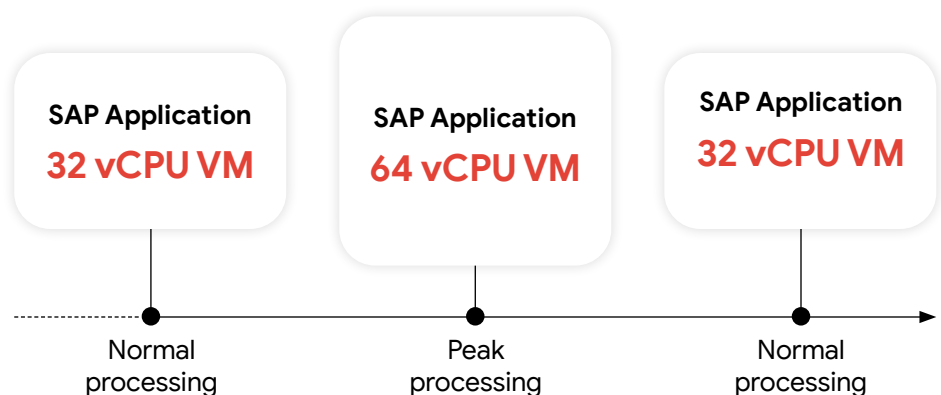 SAP Application
32 vCPU VM
SAP Application
64 vCPU VM
SAP Application
32 vCPU VM
Normal
processing
Peak
processing
Normal
processing